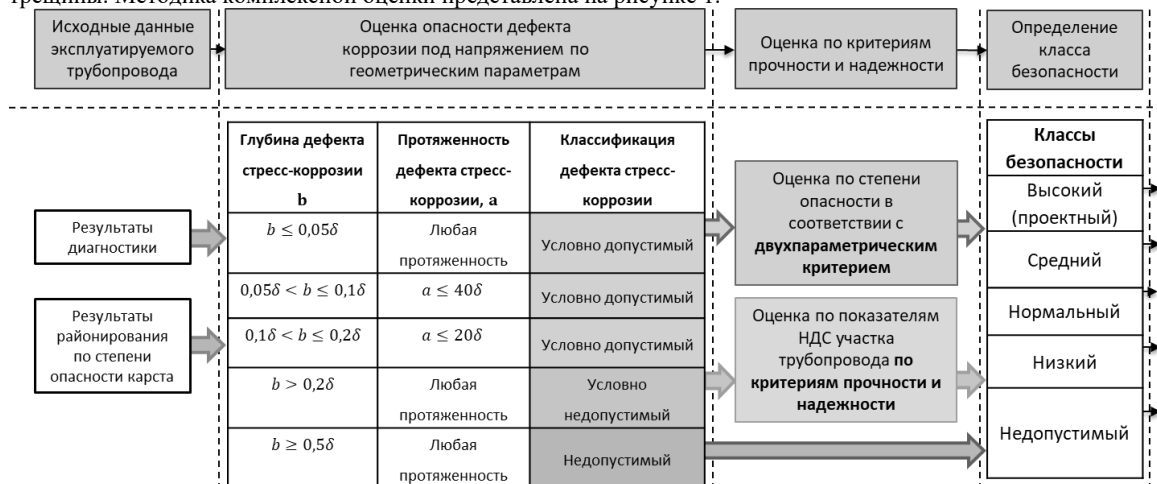 трещины. Методика комплексной оценки представлена на рисунке 1.
Исходные данные
эксплуатируемого
трубопровода
Оценка опасности дефекта
коррозии под напряжением по
геометрическим параметрам
Оценка по критериям
прочности и надежности
Определение
класса
безопасности
Результаты
диагностики
Результаты
районирования
по степени
опасности карста
Глубина дефекта
стресс-коррозии
b
Протяженность
дефекта стресс-
коррозии, a
Классификация
дефекта стресс-
коррозии
b ≤ 0,05δ
Любая
протяженность
Условно допустимый
0,05δ < b ≤ 0,1δ
a ≤ 40δ
Условно допустимый
0,1δ < b ≤ 0,2δ
a ≤ 20δ
Условно допустимый
b > 0,2δ
Любая
протяженность
Условно
недопустимый
b ≥ 0,5δ
Любая
протяженность
Недопустимый
Оценка по степени
опасности в
соответствии с
двухпараметрическим
критерием
Оценка по показателям
НДС участка
трубопровода по
критериям прочности и
надежности
Классы
безопасности
Высокий
(проектный)
Средний
Нормальный
Низкий
Недопустимый